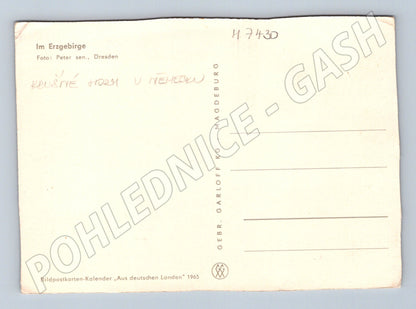 Im Erzgebirge
Foto: Peter sen., Dresden
H 7430
KRUŠNÉ HORY V NĚMECKU
POHLEDNICE - GASH
GEBR. GARLOFF KG. MAGDEBURG
Bildpostkarten-Kalender „Aus deutschen Landen" 1965